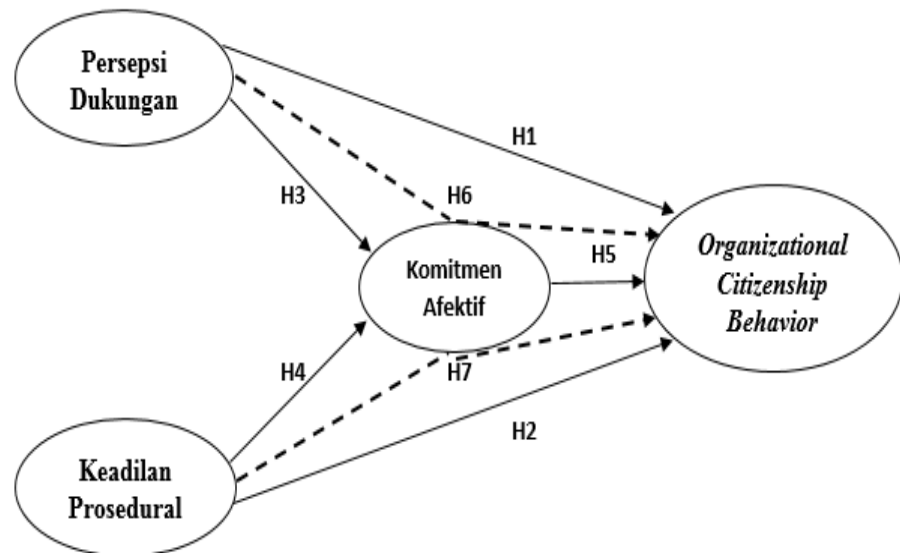 Persepsi
Dukungan
H1
H3
H6
Komitmen
Afektif
H5
Organizational
Citizenship
Behavior
H4
H7
H2
Keadilan
Prosedural